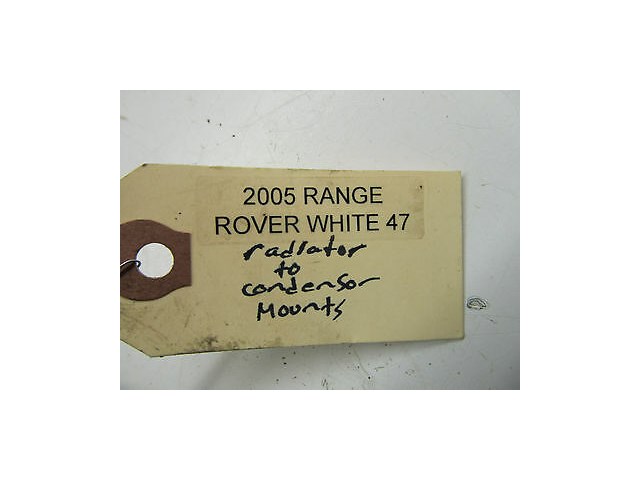 2005 RANGE
ROVER WHITE 47
radiator
to
condensor
Mounts